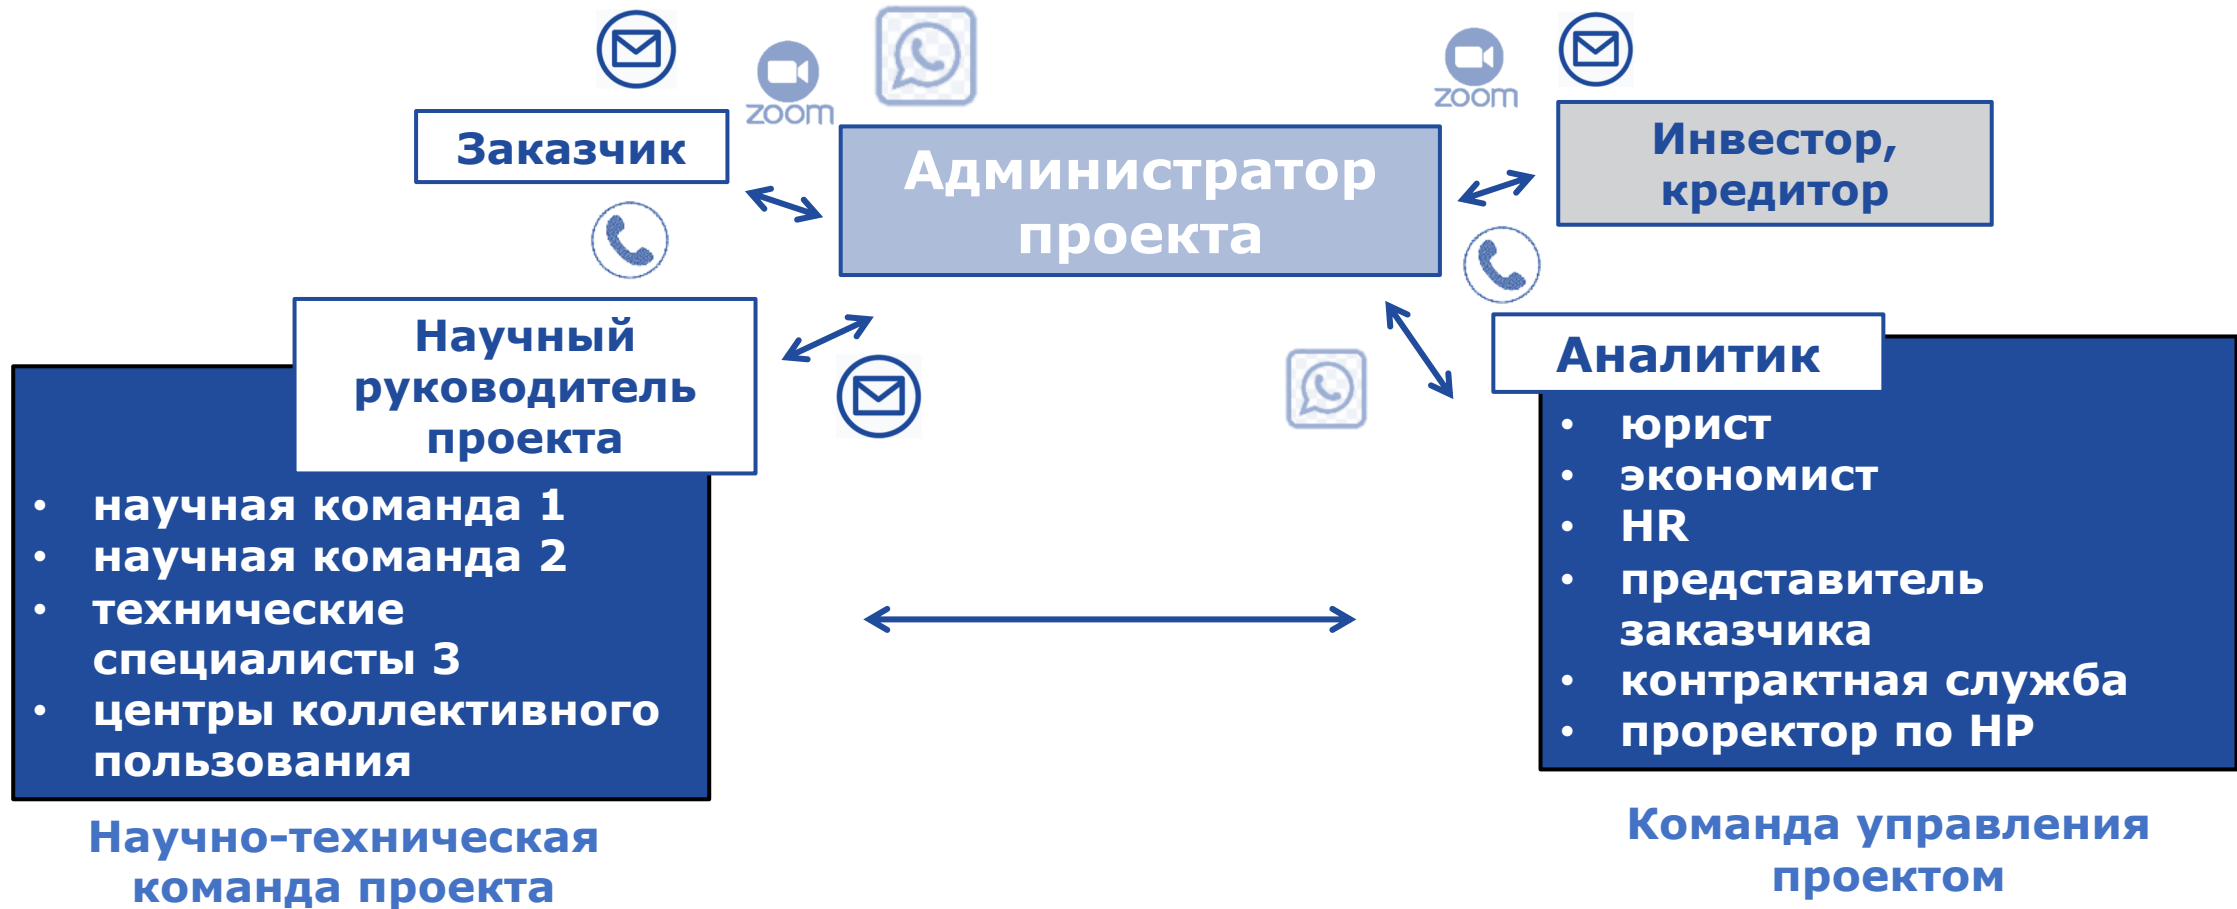 zoom
zoom
Заказчик
Администратор
проекта
Инвестор,
кредитор
Научный
руководитель
проекта
• научная команда 1
• научная команда 2
• технические
специалисты 3
• центры коллективного
пользования
Научно-техническая
команда проекта
Аналитик
• юрист
• экономист
• HR
• представитель
заказчика
• контрактная служба
• проректор по НР
Команда управления
проектом